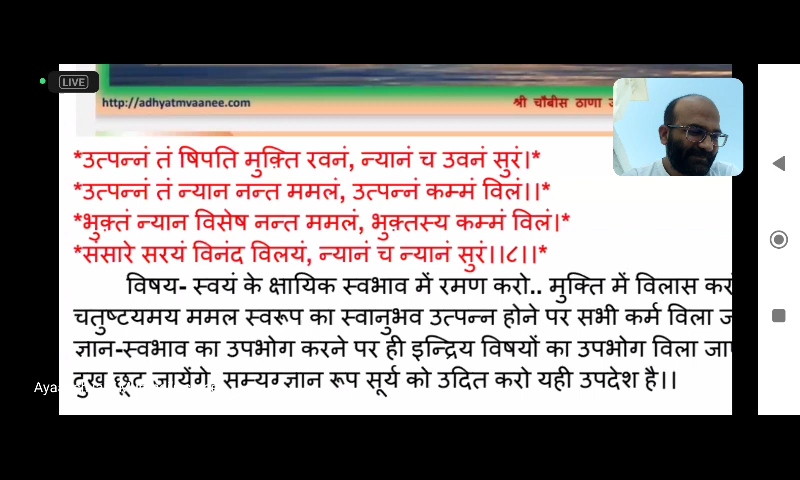 LIVE
http://adhyatmvaanee.com
श्री चौबीस ठाणा
*उत्पन्नं तं षिपति मुक्ति रवनं, न्यानं च उवनं सुरं।*
*उत्पन्नं तं न्यान नन्त ममलं, उत्पन्नं कम्मं विलं।।*
*भुक्तं न्यान विसेष नन्त ममलं, भुक्तस्य कम्मं विलं।*
*संसारे सरयं विनंद विलयं, न्यानं च न्यानं सुरं।।८।।*
विषय- स्वयं के क्षायिक स्वभाव में रमण करो.. मुक्ति में विलास
चतुष्टयमय ममल स्वरूप का स्वानुभव उत्पन्न होने पर सभी कर्म विला
ज्ञान-स्वभाव का उपभोग करने पर ही इन्द्रिय विषयों का उपभोग विला
दुख छूट जायेंगे, सम्यग्ज्ञान रूप सूर्य को उदित करो यही उपदेश है।।